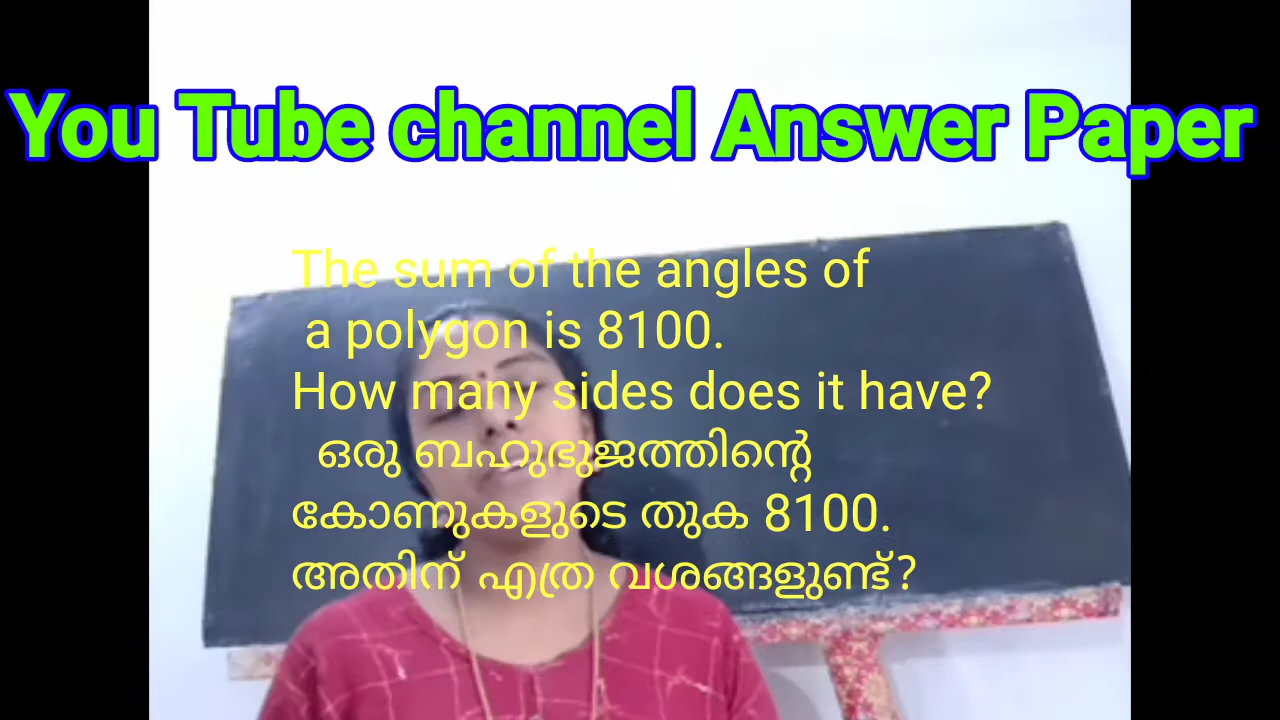 You Tube channel Answer Paper
The sum of the angles of
a polygon is 8100.
How many sides does it have?
ഒരു ബഹുഭുജത്തിന്റെ
കോണുകളുടെ തുക 8100.
അതിന് എത്ര വശങ്ങളുണ്ട്?